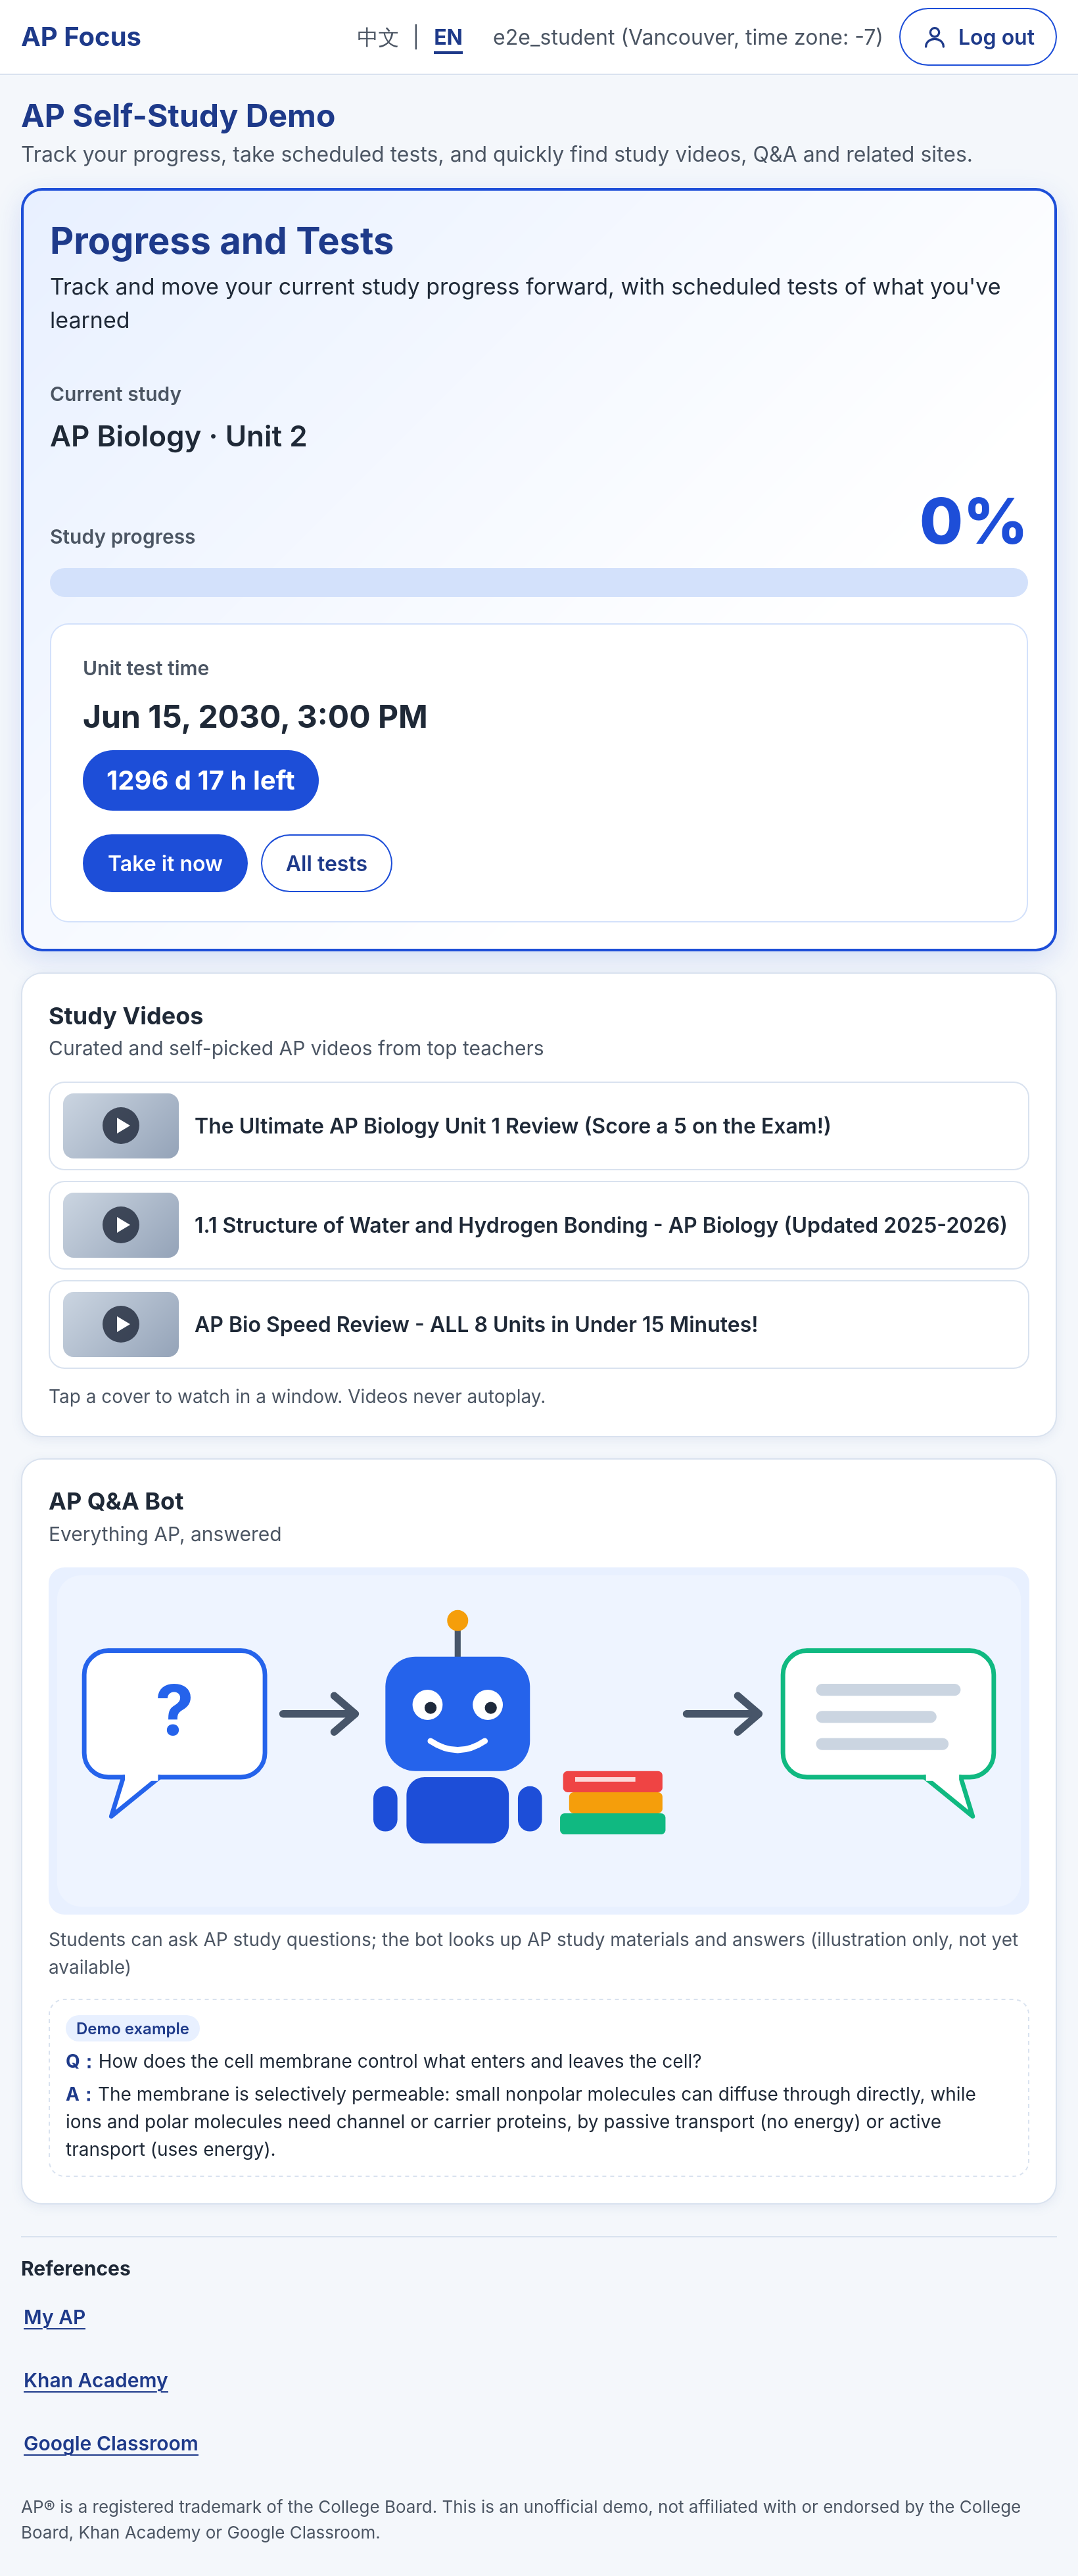 AP Focus
中文 | EN
e2e_student (Vancouver, time zone: -7)
Log out
AP Self-Study Demo
Track your progress, take scheduled tests, and quickly find study videos, Q&A and related sites.
Progress and Tests
Track and move your current study progress forward, with scheduled tests of what you've
learned
Current study
AP Biology · Unit 2
Study progress
0%
Unit test time
Jun 15, 2030, 3:00 PM
1296 d 17 h left
Take it now
All tests
Study Videos
Curated and self-picked AP videos from top teachers
The Ultimate AP Biology Unit 1 Review (Score a 5 on the Exam!)
1.1 Structure of Water and Hydrogen Bonding - AP Biology (Updated 2025-2026)
AP Bio Speed Review - ALL 8 Units in Under 15 Minutes!
Tap a cover to watch in a window. Videos never autoplay.
AP Q&A Bot
Everything AP, answered
?
Students can ask AP study questions; the bot looks up AP study materials and answers (illustration only, not yet
available)
Demo example
Q : How does the cell membrane control what enters and leaves the cell?
A : The membrane is selectively permeable: small nonpolar molecules can diffuse through directly, while
ions and polar molecules need channel or carrier proteins, by passive transport (no energy) or active
transport (uses energy).
References
My AP
Khan Academy
Google Classroom
AP® is a registered trademark of the College Board. This is an unofficial demo, not affiliated with or endorsed by the College
Board, Khan Academy or Google Classroom.